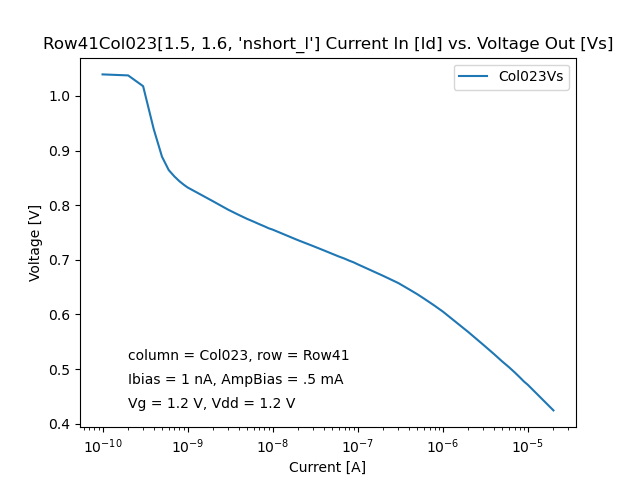 Row41Col023[1.5, 1.6, 'nshort_l'] Current In [Id] vs. Voltage Out [Vs]
Col023Vs
1.0
0.9
0.8
0.7
0.6
0.5
0.4
Voltage [V]
column = Col023, row = Row41
Ibias = 1 nA, AmpBias = .5 mA
Vg = 1.2 V, Vdd = 1.2 V
10⁻¹⁰ 10⁻⁹ 10⁻⁸ 10⁻⁷ 10⁻⁶ 10⁻⁵
Current [A]